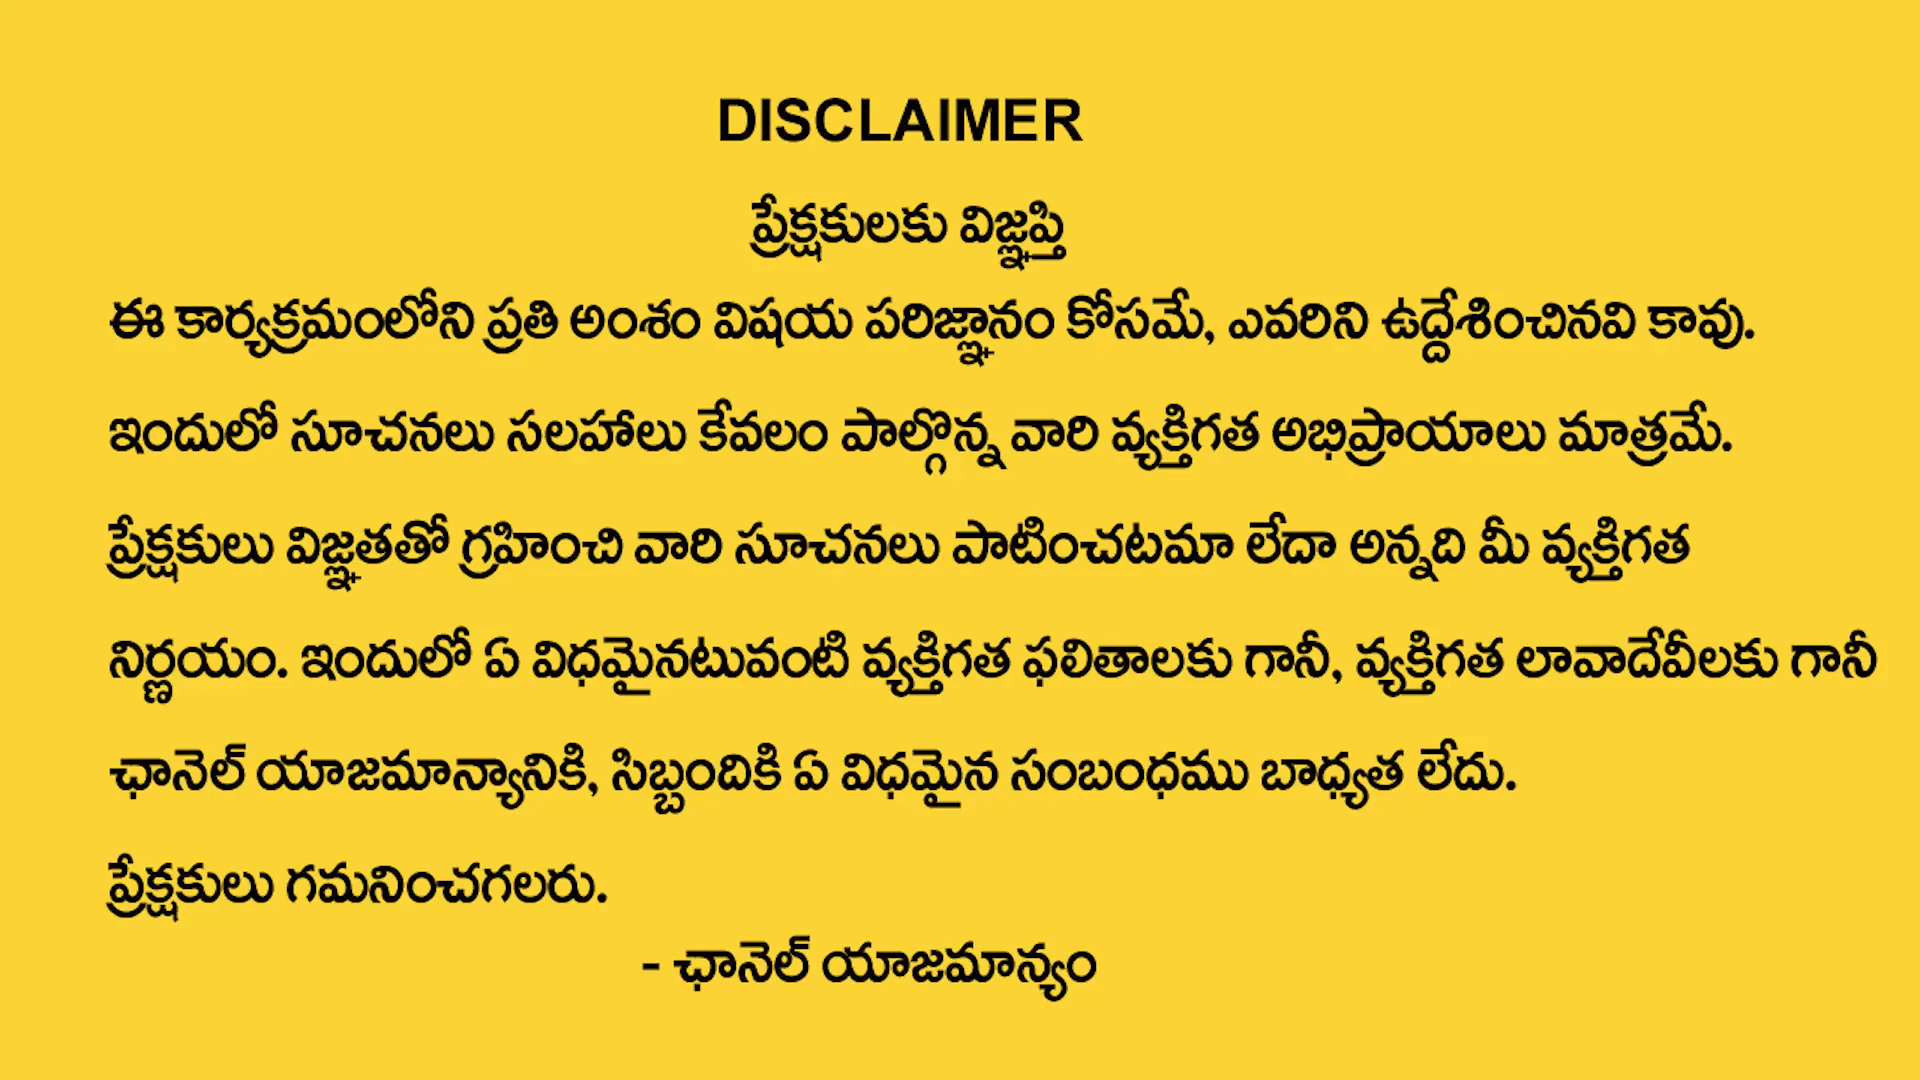 DISCLAIMER
ప్రేక్షకులకు విజ్ఞప్తి
ఈ కార్యక్రమంలోని ప్రతి అంశం విషయ పరిజ్ఞానం కోసమే, ఎవరిని ఉద్దేశించినవి కావు.
ఇందులో సూచనలు సలహాలు కేవలం పాల్గొన్న వారి వ్యక్తిగత అభిప్రాయాలు మాత్రమే.
ప్రేక్షకులు విజ్ఞతతో గ్రహించి వారి సూచనలు పాటించటమా లేదా అన్నది మీ వ్యక్తిగత
నిర్ణయం. ఇందులో ఏ విధమైనటువంటి వ్యక్తిగత ఫలితాలకు గానీ, వ్యక్తిగత లావాదేవీలకు గానీ
ఛానెల్ యాజమాన్యానికి, సిబ్బందికి ఏ విధమైన సంబంధము బాధ్యత లేదు.
ప్రేక్షకులు గమనించగలరు.
- ఛానెల్ యాజమాన్యం